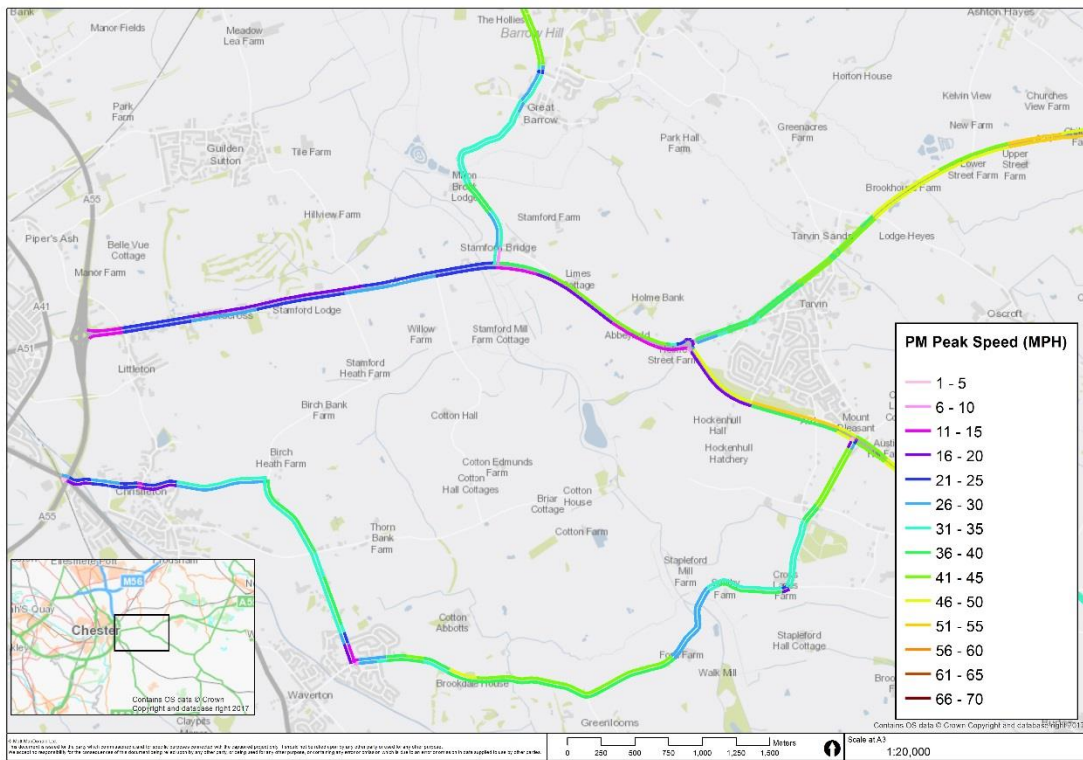 Bank
Manor Fields
Meadow
Lea Farm
The Hollies
Barrow Hill
Ashton Hayes
Horton House
Great
Barrow
Kelvin View
Churches
View Farm
New Farm
Park
Farm
Park Hall
Farm
Greenacres
Farm
Guilden
Sutton
Tile Farm
Lower
Street Farm
Upper
Street
Farm
Brookhouse Farm
A55
Lodge
Hillview Farm
Stamford Farm
Piper's Ash
Belle Vue
Cottage
Stamford Bridge
Tarvin Sands
Lodge Heyes
Manor Farm
Limes
Cottage
Holme Bank
A41
Stamford Lodge
Tarvin
Oscroft
A51
Willow
Farm
Stamford Mill
Farm Cottage
Abbeyfield
Street Farm
Littleton
Stamford
Heath Farm
Birch Bank
Farm
Cotton Hall
Hockenhull
Hall
Mount
Pleasant
Hockenhull
Hatchery
Birch
Heath Farm
Cotton Edmunds
Farm
Cotton
Hall Cottages
Cotton
House
Christleton
Briar
Cottage
A55
Thorn
Bank
Farm
Cotton Farm
Stapleford
Mill
Farm
Cross
Lanes
Farm
Farm
Cotton
Abbotts
Stapleford
Hall Cottage
Walk Mill
Waverton
Brookdale House
Greenlooms
Claypits
PM Peak Speed (MPH)
1 - 5
6 - 10
11 - 15
16 - 20
21 - 25
26 - 30
31 - 35
36 - 40
41 - 45
46 - 50
51 - 55
56 - 60
61 - 65
66 - 70
M56
Chester
Contains OS data © Crown
Copyright and database right 2017
Contains OS data © Crown Copyright and database right 2017
Meters
0 250 500 750 1,000 1,250 1,500
Scale at A3
1:20,000